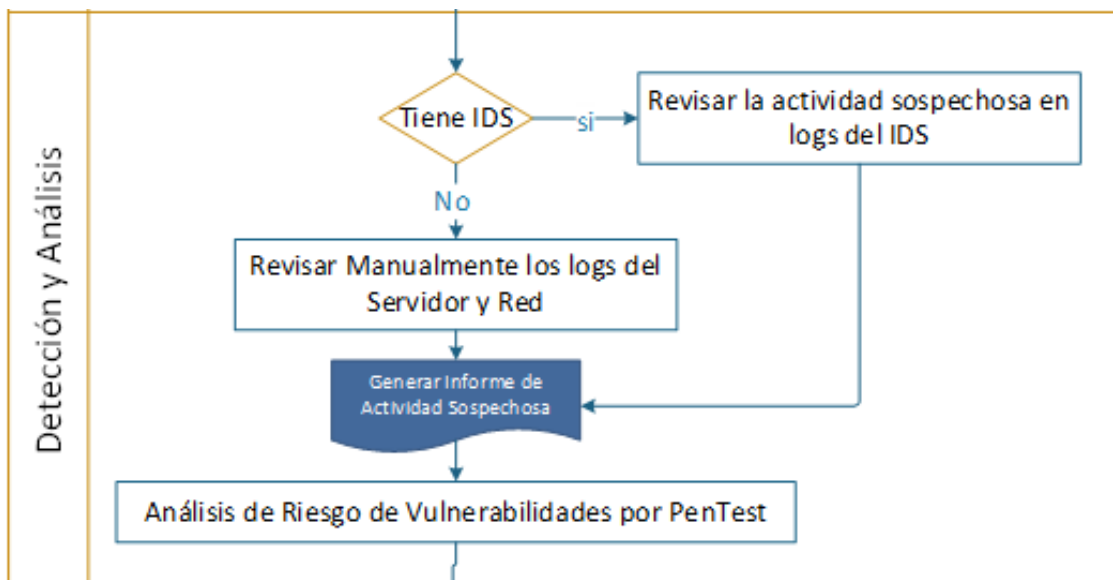 Detección y Análisis
Tiene IDS
si
Revisar la actividad sospechosa en
logs del IDS
No
Revisar Manualmente los logs del
Servidor y Red
Generar Informe de
Actividad Sospechosa
Análisis de Riesgo de Vulnerabilidades por PenTest